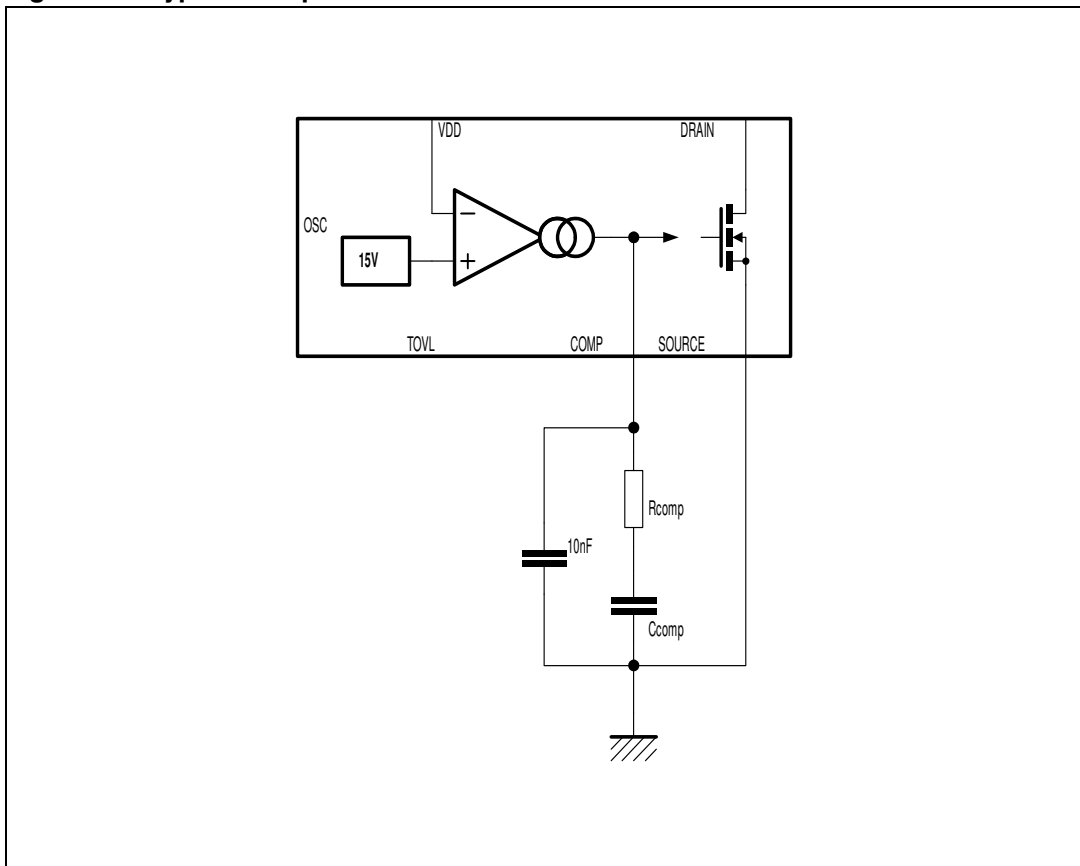 VDD
DRAIN
OSC
15V
−
+
TOVL
COMP
SOURCE
Rcomp
10nF
Ccomp